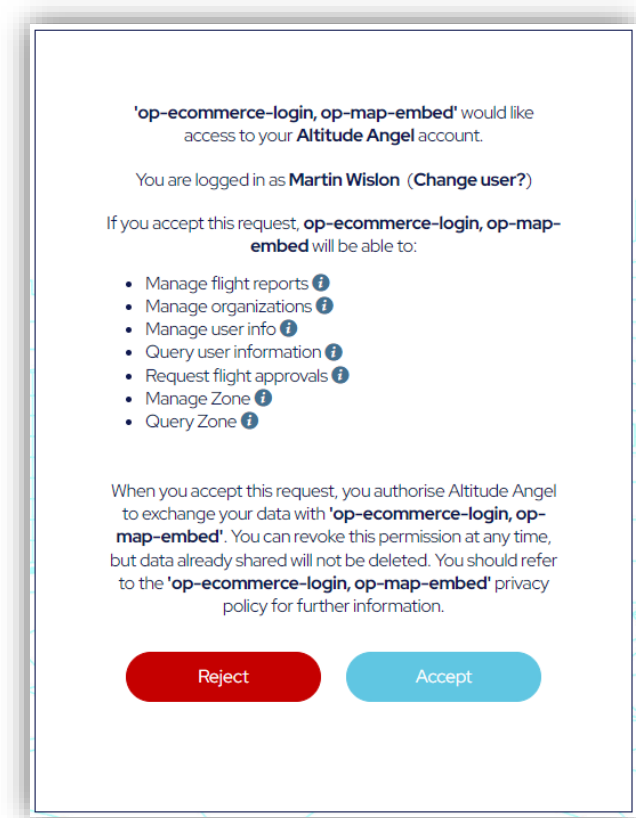 'op-ecommerce-login, op-map-embed' would like
access to your Altitude Angel account.
You are logged in as Martin Wislon (Change user?)
If you accept this request, op-ecommerce-login, op-map-
embed will be able to:
• Manage flight reports i
• Manage organizations i
• Manage user info i
• Query user information i
• Request flight approvals i
• Manage Zone i
• Query Zone i
When you accept this request, you authorise Altitude Angel
to exchange your data with 'op-ecommerce-login, op-
map-embed'. You can revoke this permission at any time,
but data already shared will not be deleted. You should refer
to the 'op-ecommerce-login, op-map-embed' privacy
policy for further information.
Reject Accept